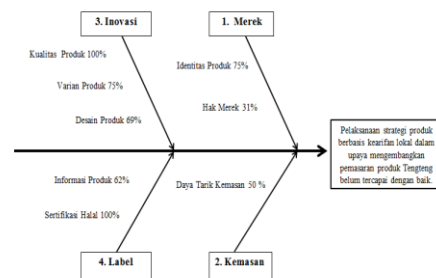 3. Inovasi
1. Merek
Kualitas Produk 100%
Identitas Produk 75%
Varian Produk 75%
Hak Merek 31%
Desain Produk 69%
Pelaksanaan strategi produk
berbasis kearifan lokal dalam
upaya mengembangkan
pemasaran produk Tengteng
belum tercapai dengan baik.
Informasi Produk 62%
Daya Tarik Kemasan 50 %
Sertifikasi Halal 100%
4. Label
2. Kemasan